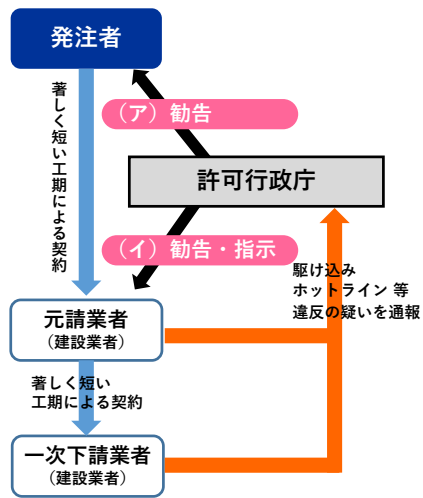 発注者
著しく短い工期による契約
（ア）勧告
許可行政庁
（イ）勧告・指示
駆け込み
ホットライン 等
違反の疑いを通報
元請業者
（建設業者）
著しく短い
工期による契約
一次下請業者
（建設業者）